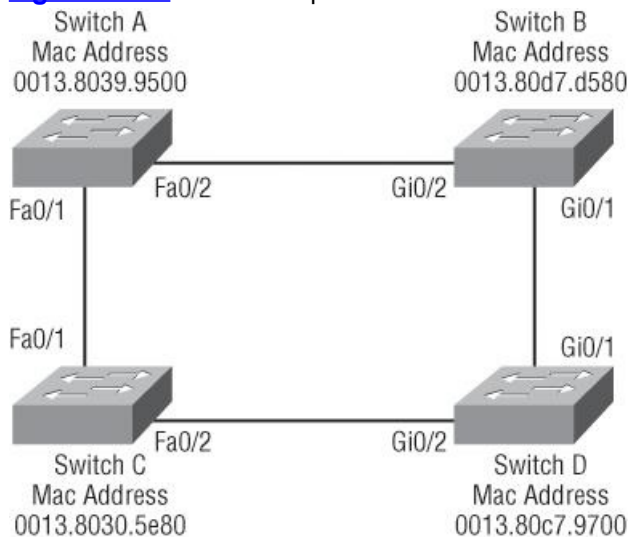 Switch A
Mac Address
0013.8039.9500
Switch B
Mac Address
0013.80d7.d580
Fa0/1
Fa0/2
Gi0/2
Gi0/1
Fa0/1
Gi0/1
Fa0/2
Gi0/2
Switch C
Mac Address
0013.8030.5e80
Switch D
Mac Address
0013.80c7.9700